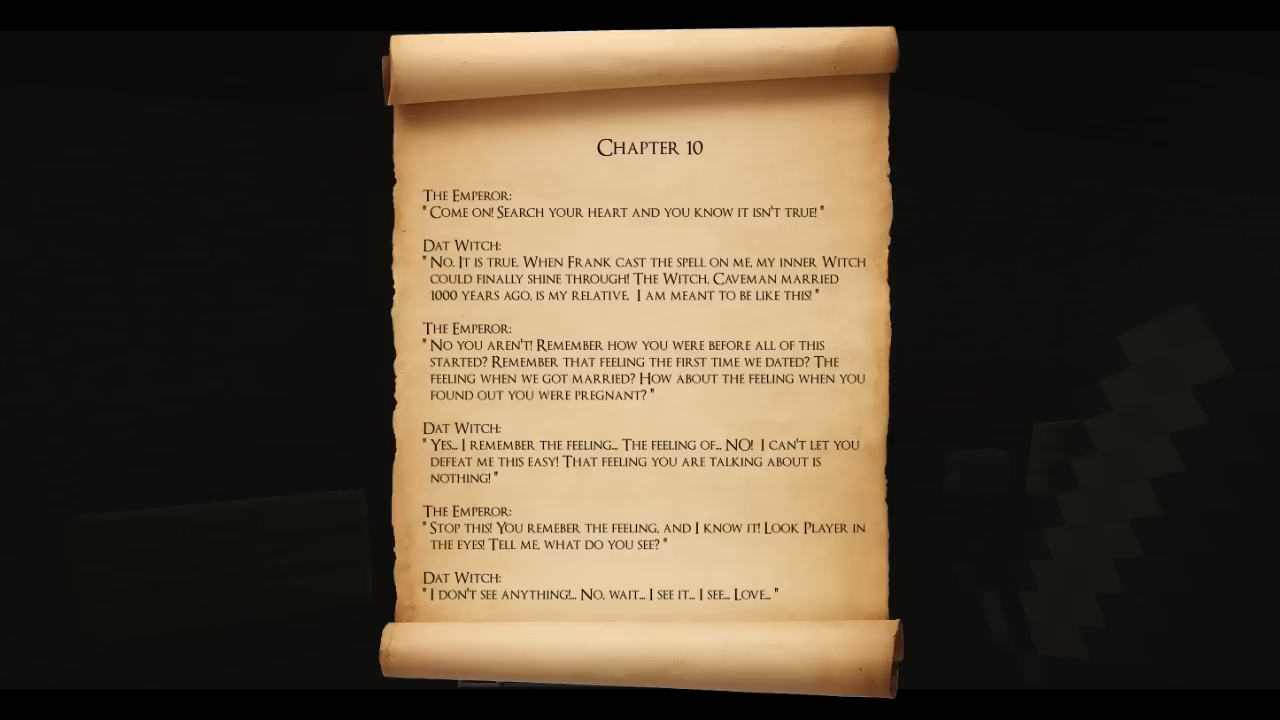 Chapter 10
The Emperor:
" Come on! Search your heart and you know it isn't true! "
Dat Witch:
" No. It is true. When Frank cast the spell on me, my inner Witch
could finally shine through! The Witch, Caveman married
1000 years ago, is my relative. I am meant to be like this! "
The Emperor:
" No you aren't! Remember how you were before all of this
started? Remember that feeling the first time we dated? The
feeling when we got married? How about the feeling when you
found out you were pregnant? "
Dat Witch:
" Yes... I remember the feeling... The feeling of... NO! I can't let you
defeat me this easy! That feeling you are talking about is
nothing! "
The Emperor:
" Stop this! You remeber the feeling, and I know it! Look Player in
the eyes! Tell me, what do you see? "
Dat Witch:
" I don't see anything!... No, wait... I see it... I see... Love... "